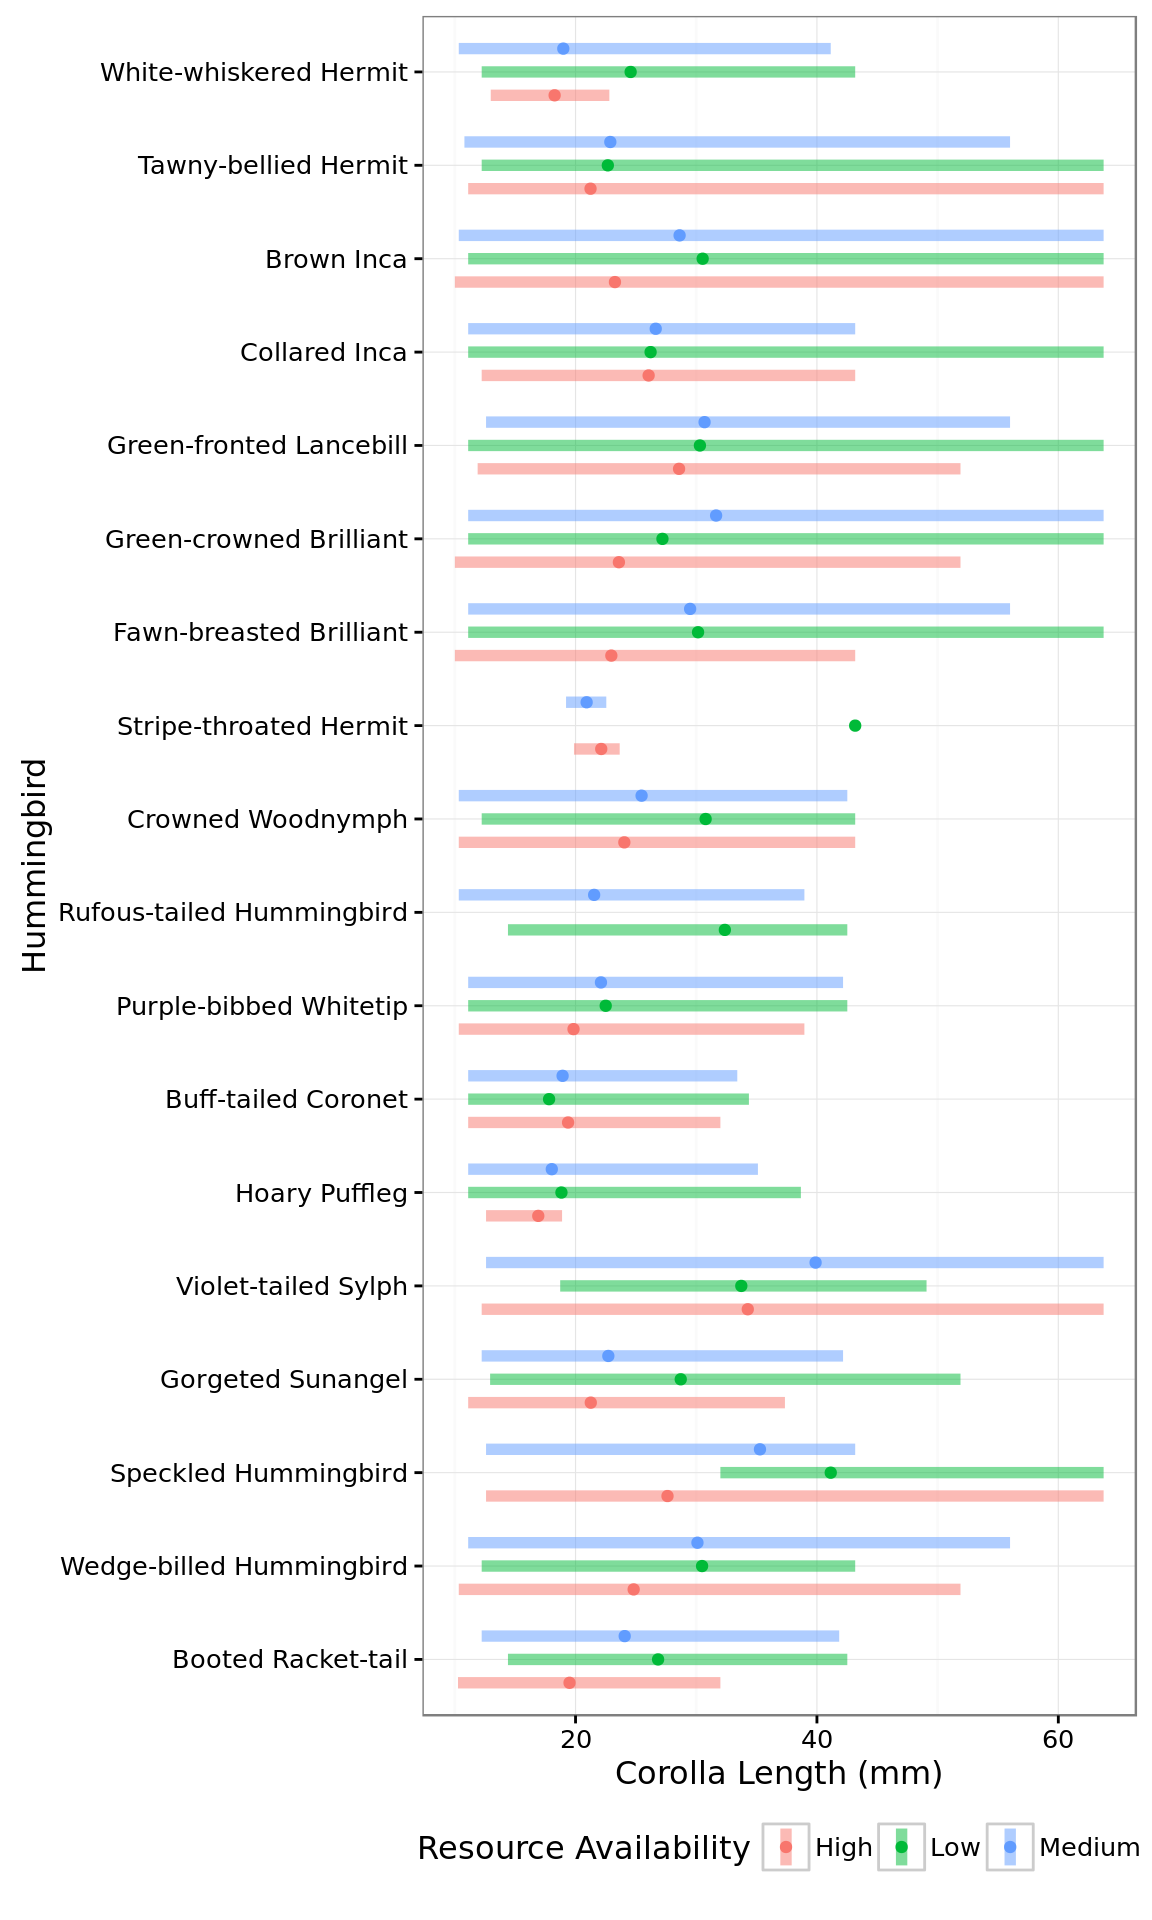 White-whiskered Hermit
Tawny-bellied Hermit
Brown Inca
Collared Inca
Green-fronted Lancebill
Green-crowned Brilliant
Fawn-breasted Brilliant
Stripe-throated Hermit
Crowned Woodnymph
Rufous-tailed Hummingbird
Purple-bibbed Whitetip
Buff-tailed Coronet
Hoary Puffleg
Violet-tailed Sylph
Gorgeted Sunangel
Speckled Hummingbird
Wedge-billed Hummingbird
Booted Racket-tail
Hummingbird
20 40 60
Corolla Length (mm)
Resource Availability High Low Medium